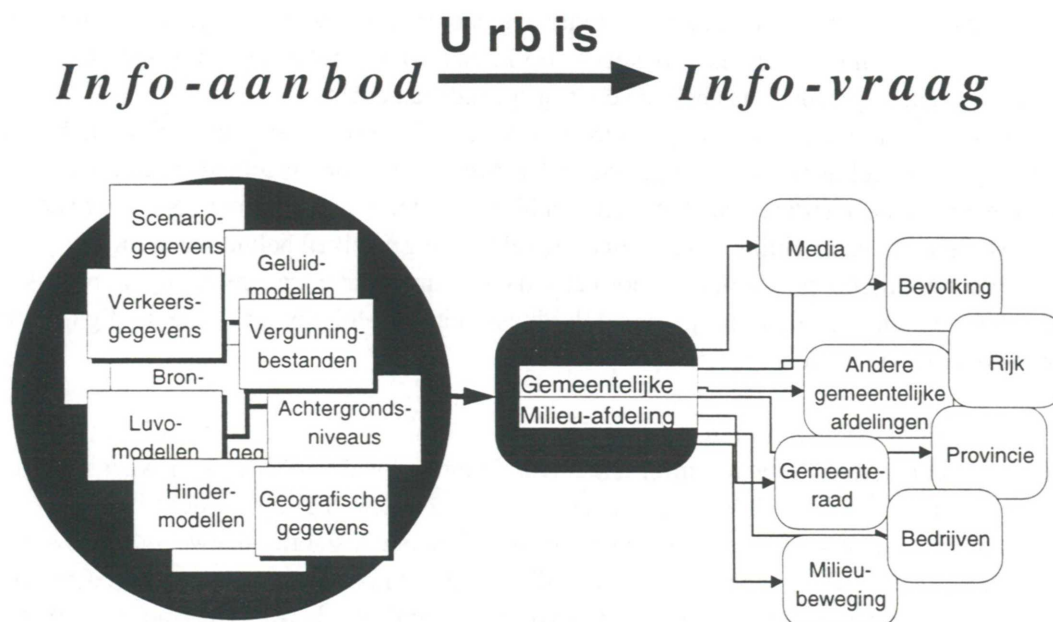 Urbis
Info-aanbod
Info-vraag
Scenario-
gegevens
Geluid-
modellen
Verkeers-
gegevens
Vergunning-
bestanden
Bron-
Achtergronds-
niveaus
Luvo-
modellen
geg
Hinder-
modellen
Geografische
gegevens
Gemeentelijke
Milieu-afdeling
Media
Bevolking
Rijk
Andere
gemeentelijke
afdelingen
Provincie
Gemeente-
raad
Bedrijven
Milieu-
beweging